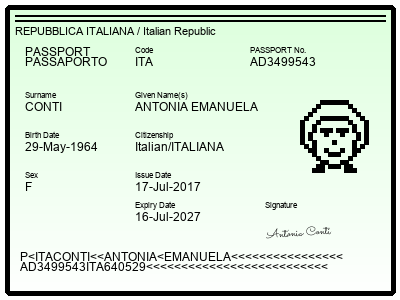 REPUBBLICA ITALIANA / Italian Republic
PASSPORT Code PASSPORT No.
PASSAPORTO ITA AD3499543
Surname Given Name(s)
CONTI ANTONIA EMANUELA
Birth Date Citizenship
29-May-1964 Italian/ITALIANA
Sex Issue Date
F 17-Jul-2017
Expiry Date Signature
16-Jul-2027
Antonia Conti
P<ITACONTI<<ANTONIA<EMANUELA<<<<<<<<<<<<<<<<
AD3499543ITA640529<<<<<<<<<<<<<<<<<<<<<<<<<<